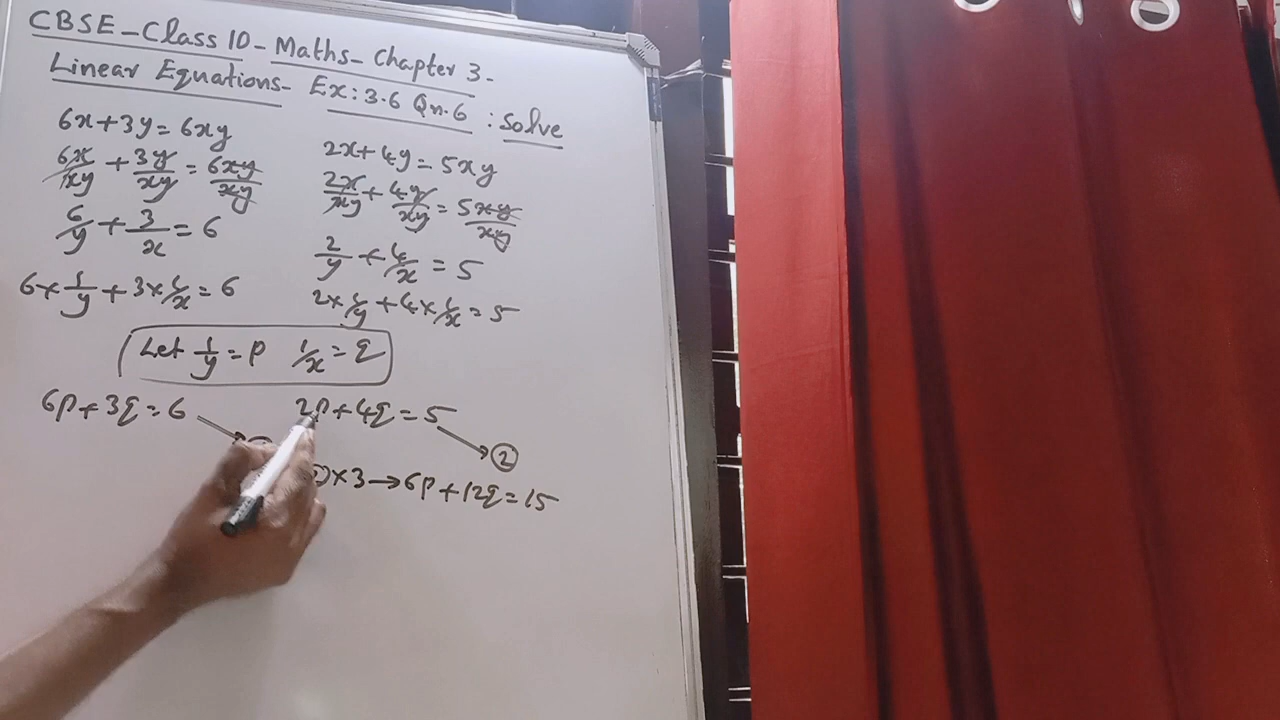 CBSE-Class 10-Maths-Chapter 3-
Linear Equations- Ex:3.6 Qn.6 : Solve
6x+3y=6xy
6x/xy + 3y/xy = 6xy/xy
6/y + 3/x = 6
6×1/y + 3×1/x = 6
2x+4y=5xy
2x/xy + 4y/xy = 5xy/xy
2/y + 4/x = 5
2×1/y + 4×1/x = 5
Let 1/y = p 1/x = q
6p+3q=6
2p+4q=5
②
×3→6p+12q=15